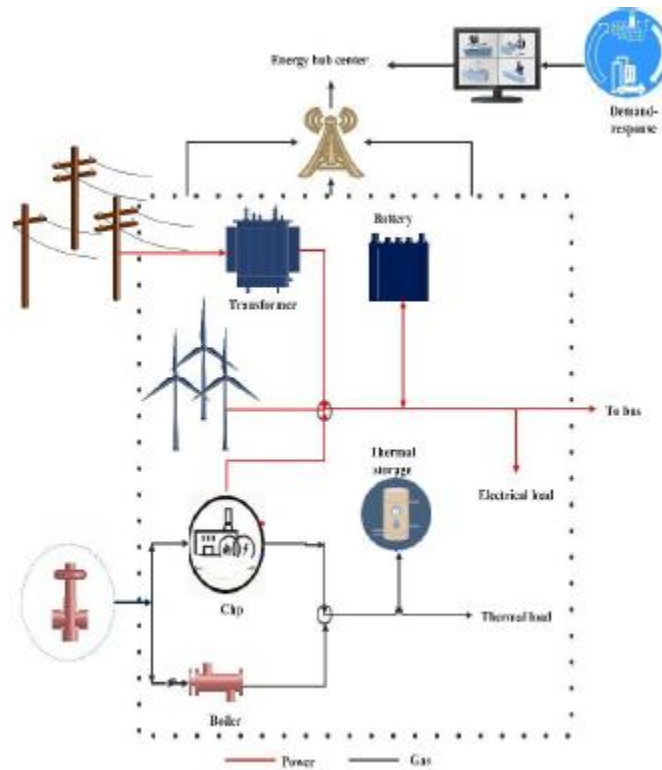 Energy hub center
Demand-
response
Battery
Transformer
To bus
Thermal
storage
Electrical load
Chp
Thermal load
Boiler
Power
Gas